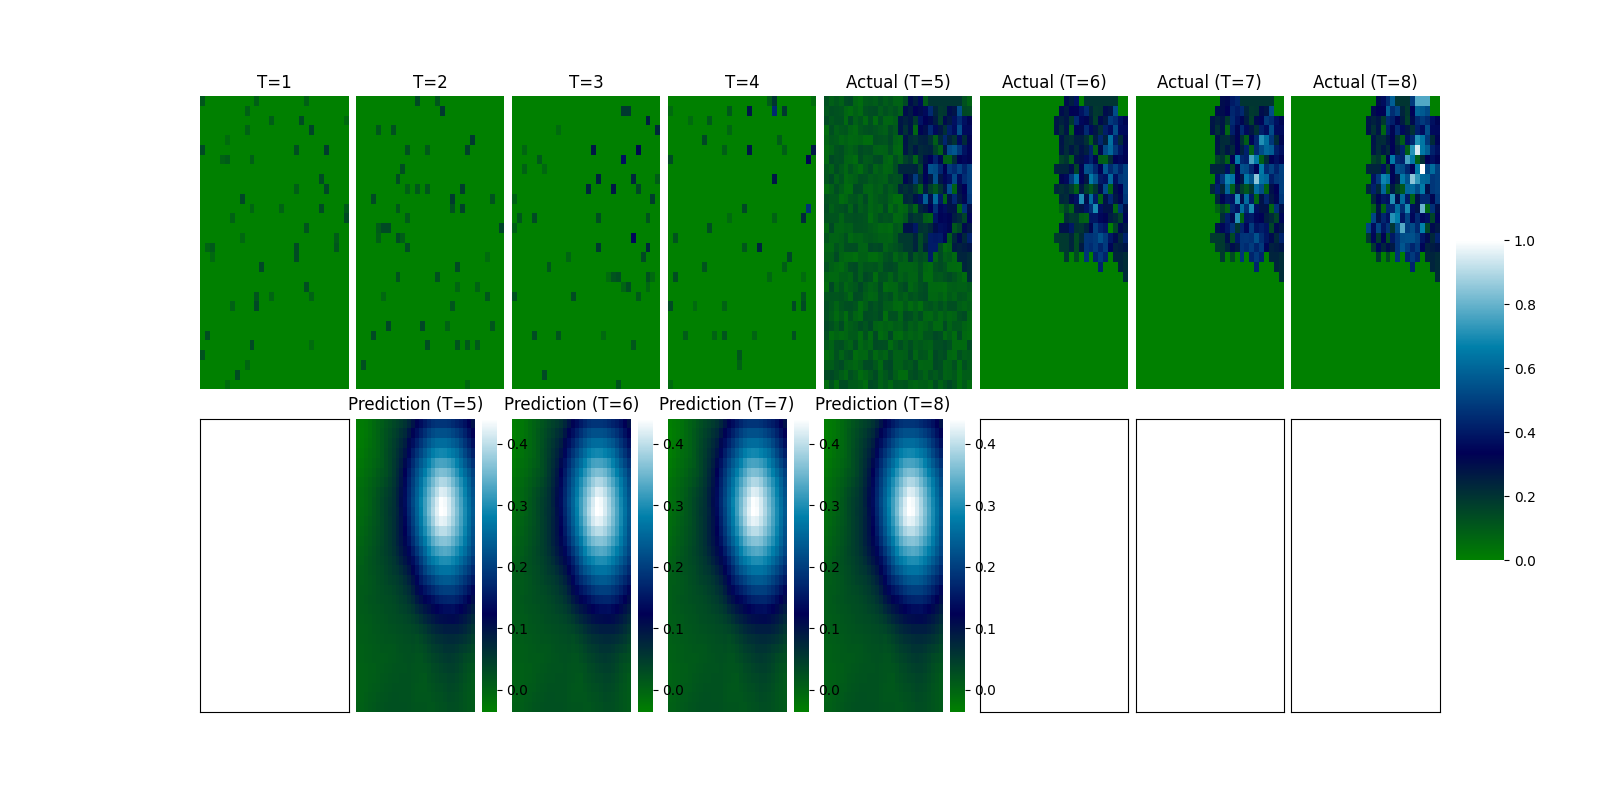 T=1
T=2
T=3
T=4
Actual (T=5)
Actual (T=6)
Actual (T=7)
Actual (T=8)
Prediction (T=5)
Prediction (T=6)
Prediction (T=7)
Prediction (T=8)
0.4
0.3
0.2
0.1
0.0
0.4
0.3
0.2
0.1
0.0
0.4
0.3
0.2
0.1
0.0
0.4
0.3
0.2
0.1
0.0
1.0
0.8
0.6
0.4
0.2
0.0